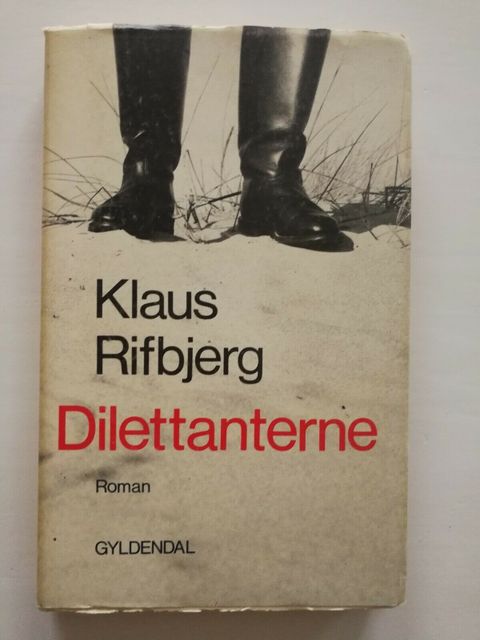 Klaus
Rifbjerg
Dilettanterne
Roman
GYLDENDAL